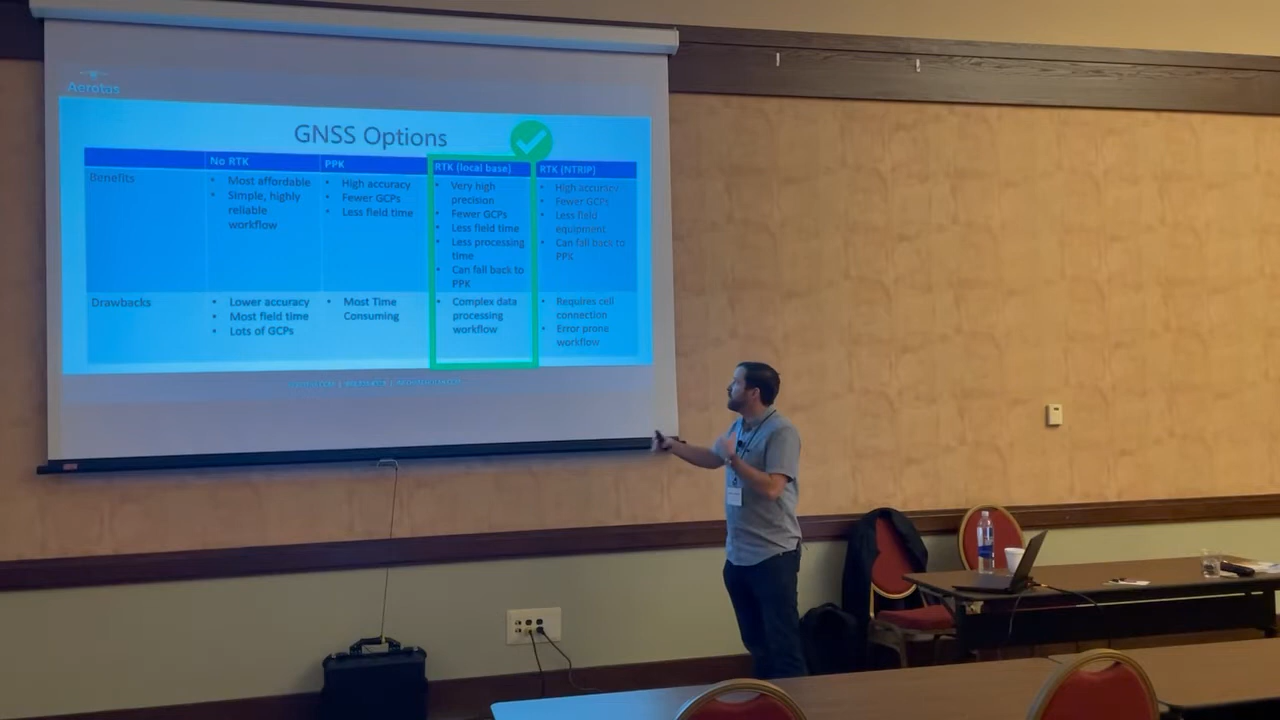 Aerotas
GNSS Options
No RTK
PPK
RTK (local base)
RTK (NTRIP)
Benefits
• Most affordable
• Simple, highly
reliable
workflow
• High accuracy
• Fewer GCPs
• Less field time
• Very high
precision
• Fewer GCPs
• Less field time
• Less processing
time
• Can fall back to
PPK
• High accuracy
• Fewer GCPs
• Less field
equipment
• Can fall back to
PPK
Drawbacks
• Lower accuracy
• Most field time
• Lots of GCPs
• Most Time
Consuming
• Complex data
processing
workflow
• Requires cell
connection
• Error prone
workflow